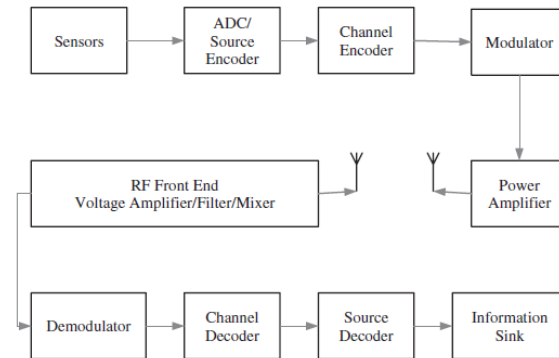 Sensors
ADC/
Source
Encoder
Channel
Encoder
Modulator
RF Front End
Voltage Amplifier/Filter/Mixer
Power
Amplifier
Demodulator
Channel
Decoder
Source
Decoder
Information
Sink